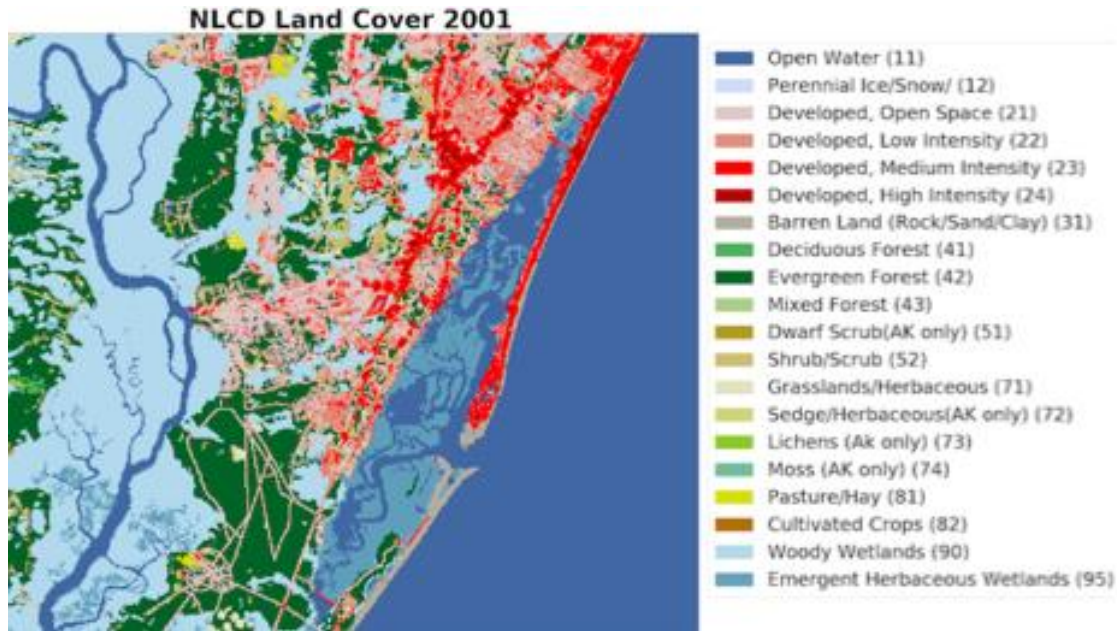 NLCD Land Cover 2001
Open Water (11)
Perennial Ice/Snow/ (12)
Developed, Open Space (21)
Developed, Low Intensity (22)
Developed, Medium Intensity (23)
Developed, High Intensity (24)
Barren Land (Rock/Sand/Clay) (31)
Deciduous Forest (41)
Evergreen Forest (42)
Mixed Forest (43)
Dwarf Scrub(AK only) (51)
Shrub/Scrub (52)
Grasslands/Herbaceous (71)
Sedge/Herbaceous(AK only) (72)
Lichens (Ak only) (73)
Moss (AK only) (74)
Pasture/Hay (81)
Cultivated Crops (82)
Woody Wetlands (90)
Emergent Herbaceous Wetlands (95)